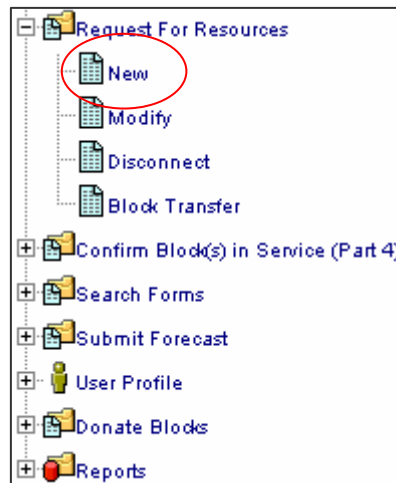 Request For Resources
New
Modify
Disconnect
Block Transfer
Confirm Block(s) in Service (Part 4)
Search Forms
Submit Forecast
User Profile
Donate Blocks
Reports